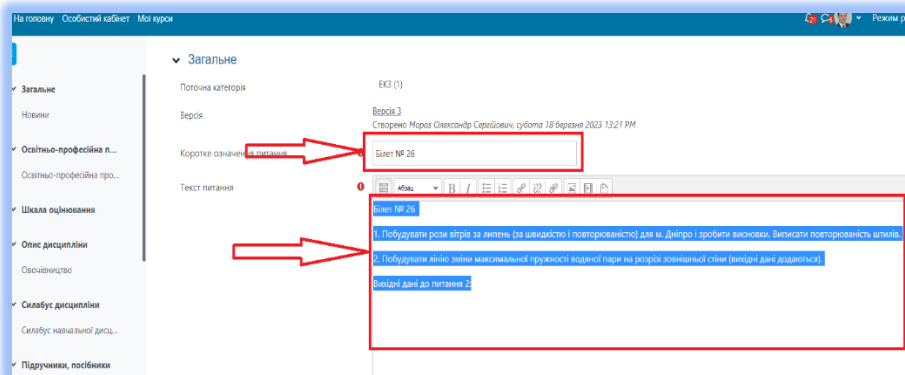 На головну Особистий кабінет Мої курси
21 6 Режим р
Загальне
Загальне
Поточна категорія
ЕКЗ (1)
Новини
Версія
Версія 3
Створено Мороз Олександр Сергійович, субота 18 березня 2023 13:21 PM
Освітньо-професійна п...
Коротке означення питання
Білет № 26
Освітньо-професійна про...
Текст питання
Абзац
B I
Шкала оцінювання
Білет № 26
1. Побудувати рози вітрів за липень (за швидкістю і повторюваністю) для м. Дніпро і зробити висновки. Виписати повторюваність штилів.
Опис дисципліни
2. Побудувати лінію зміни максимальної пружності водяної пари на розрізі зовнішньої стіни (вихідні дані додаються).
Овочівництво
Вихідні дані до питання 2:
Силабус дисципліни
Силабус навчальної дисц...
Підручники, посібники